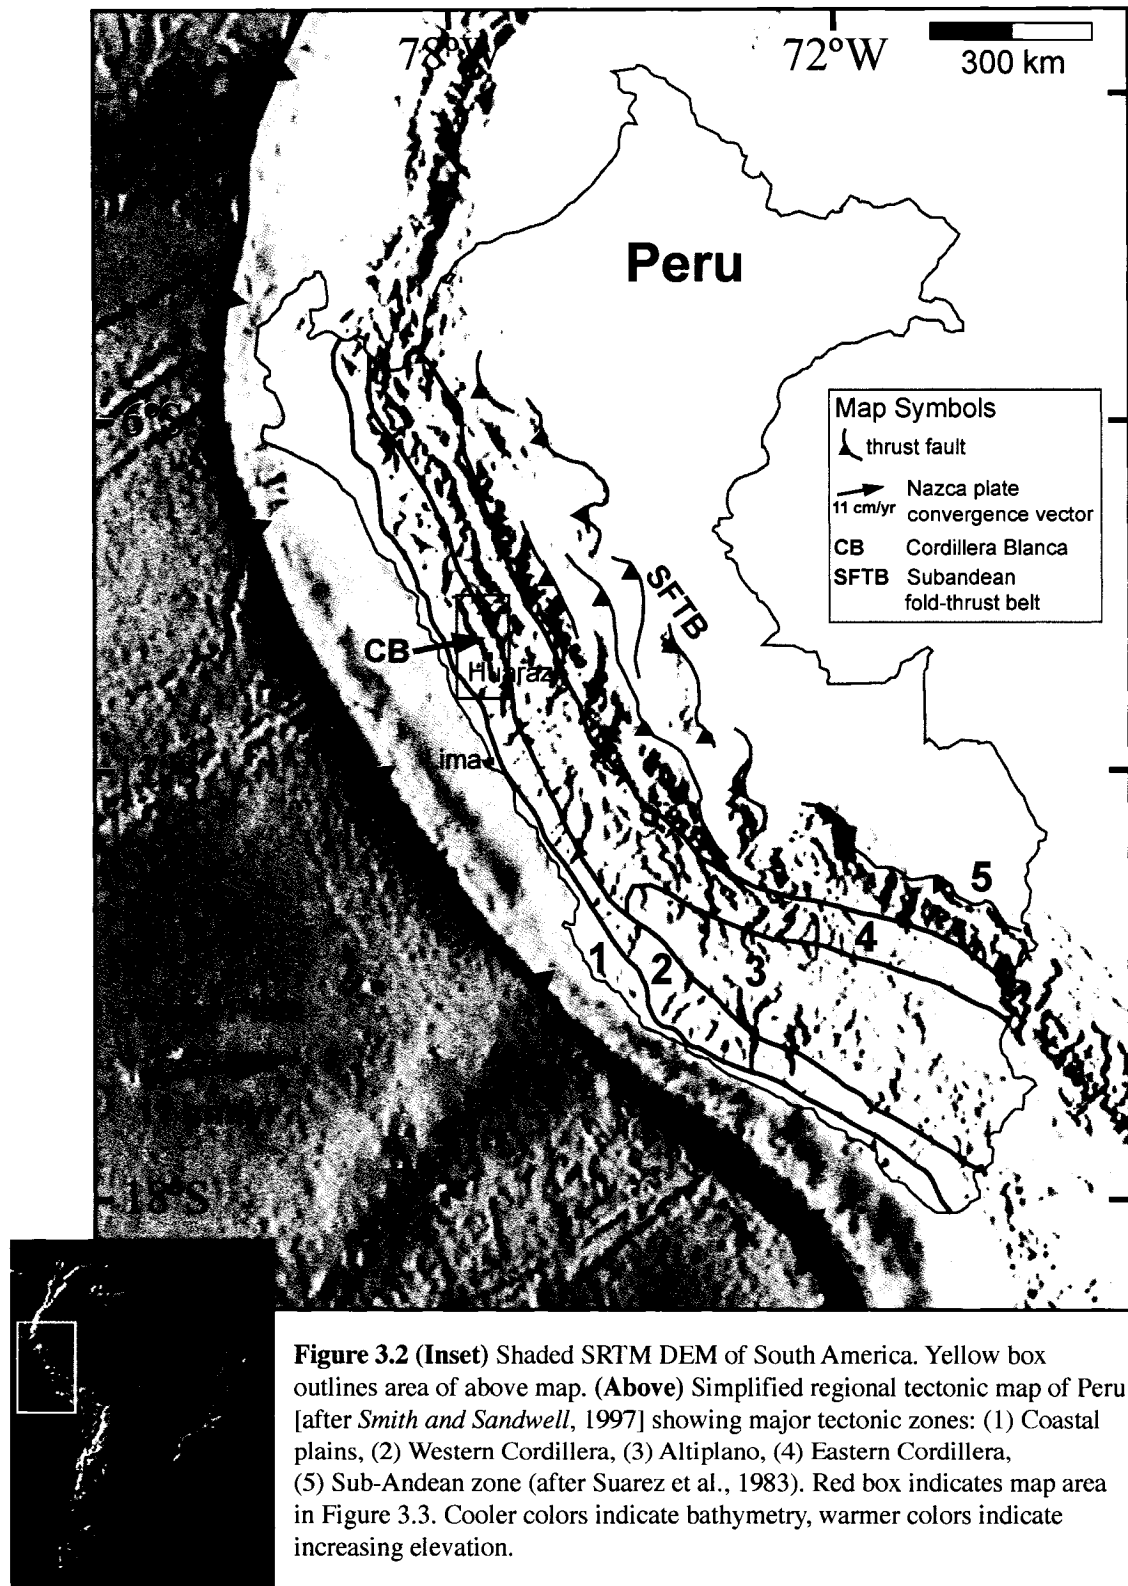 78°W
72°W
300 km
Peru
6°S
Map Symbols
thrust fault
11 cm/yr
Nazca plate
convergence vector
CB Cordillera Blanca
SFTB Subandean
fold-thrust belt
SFTB
CB
Huaraz
Lima
5
4
1 2 3
18°S
Figure 3.2 (Inset) Shaded SRTM DEM of South America. Yellow box
outlines area of above map. (Above) Simplified regional tectonic map of Peru
[after Smith and Sandwell, 1997] showing major tectonic zones: (1) Coastal
plains, (2) Western Cordillera, (3) Altiplano, (4) Eastern Cordillera,
(5) Sub-Andean zone (after Suarez et al., 1983). Red box indicates map area
in Figure 3.3. Cooler colors indicate bathymetry, warmer colors indicate
increasing elevation.